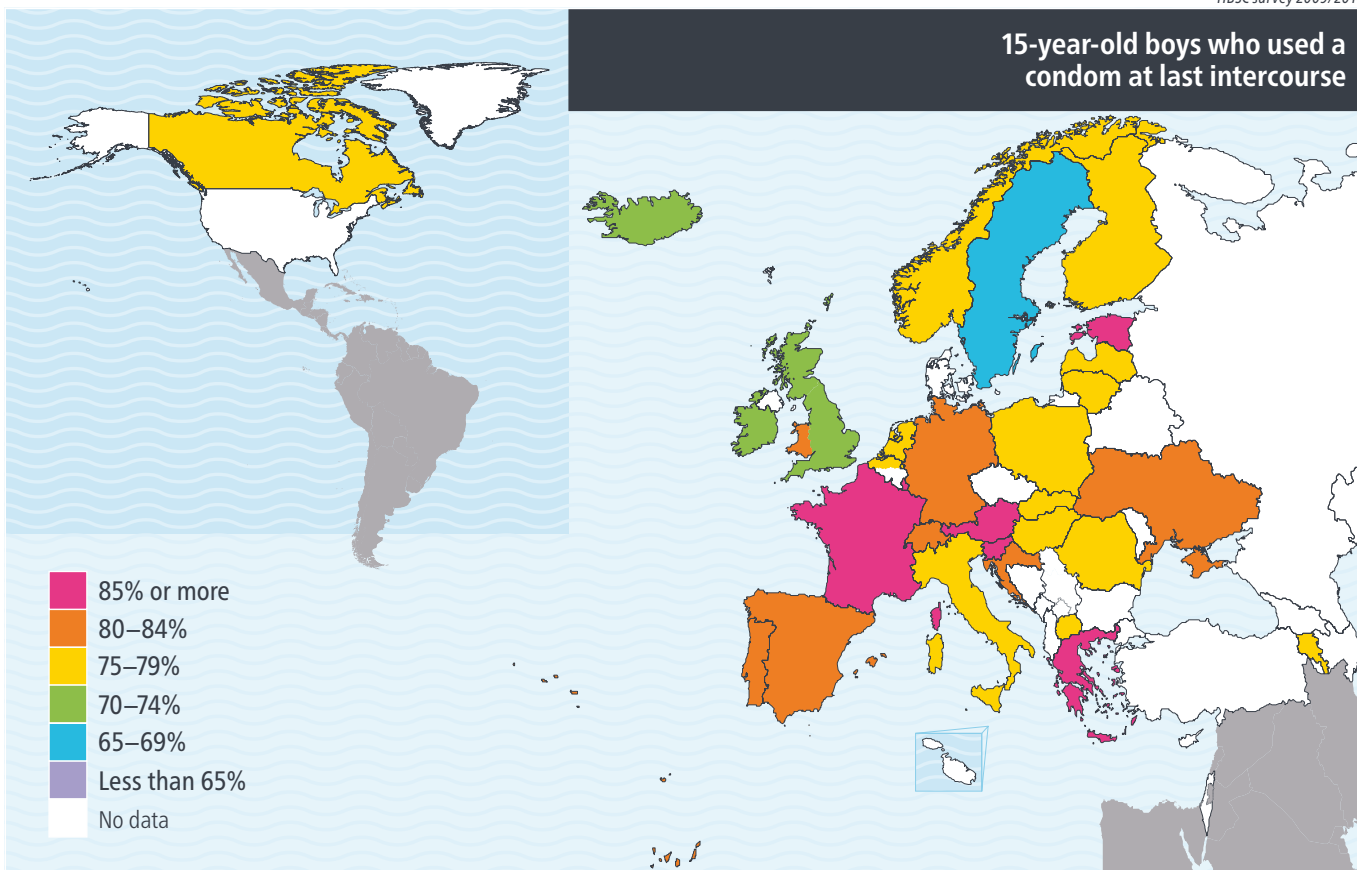 15-year-old boys who used a
condom at last intercourse
85% or more
80–84%
75–79%
70–74%
65–69%
Less than 65%
No data